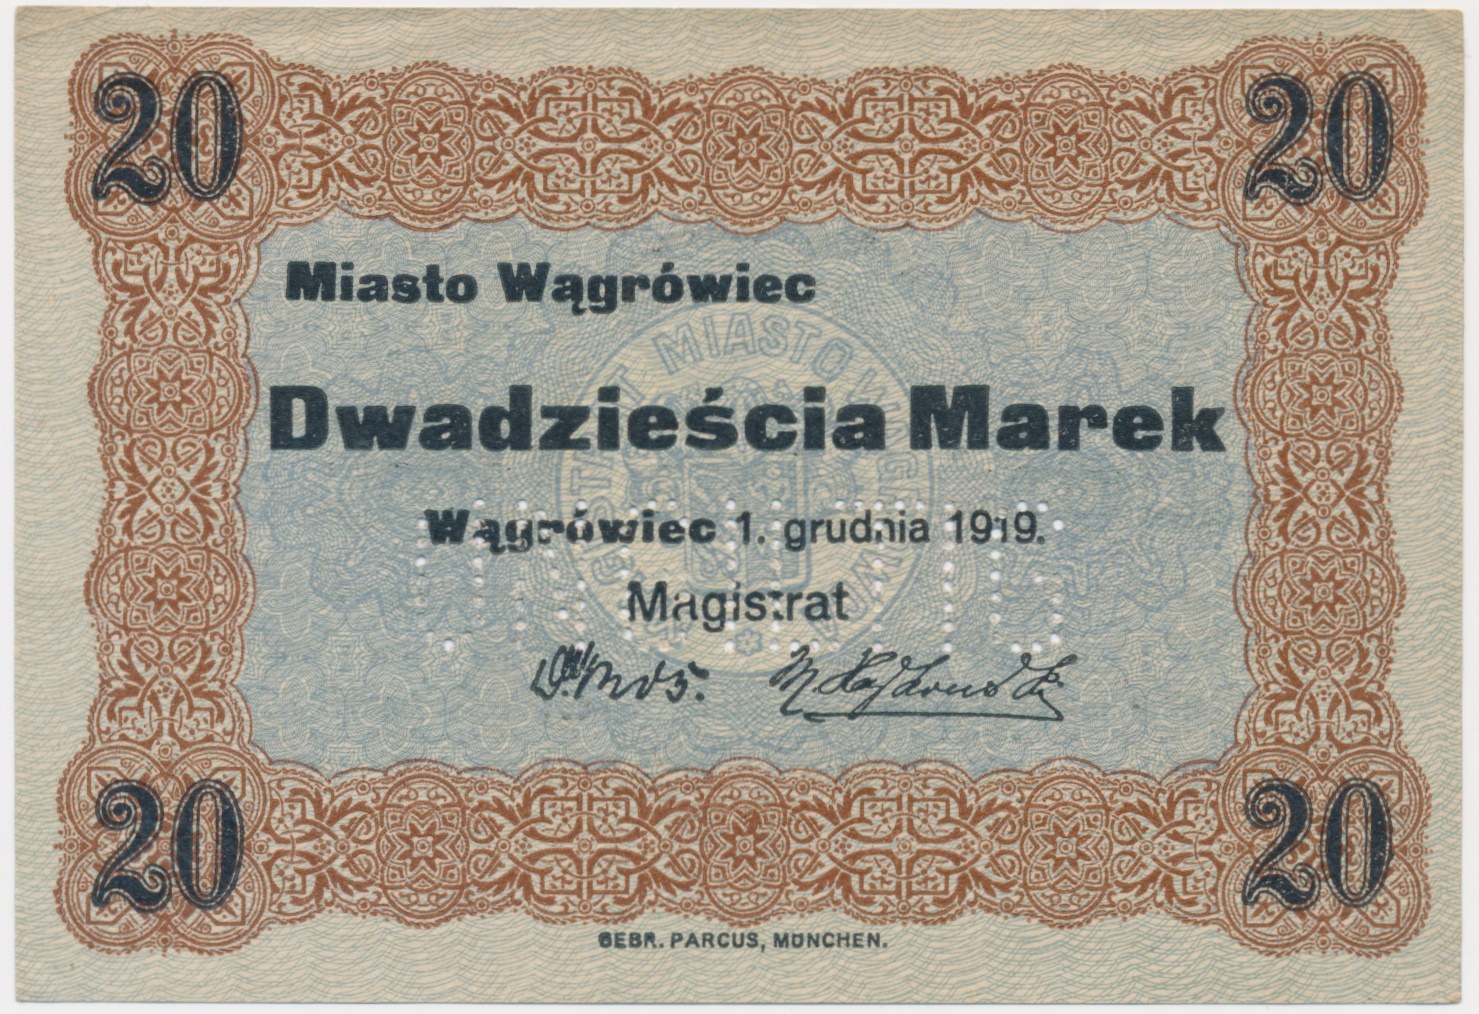 20 20
Miasto Wągrówiec
Dwadzieścia Marek
Wągrówiec 1. grudnia 1919.
Magistrat
20 20
GEBR. PARCUS, MÜNCHEN.